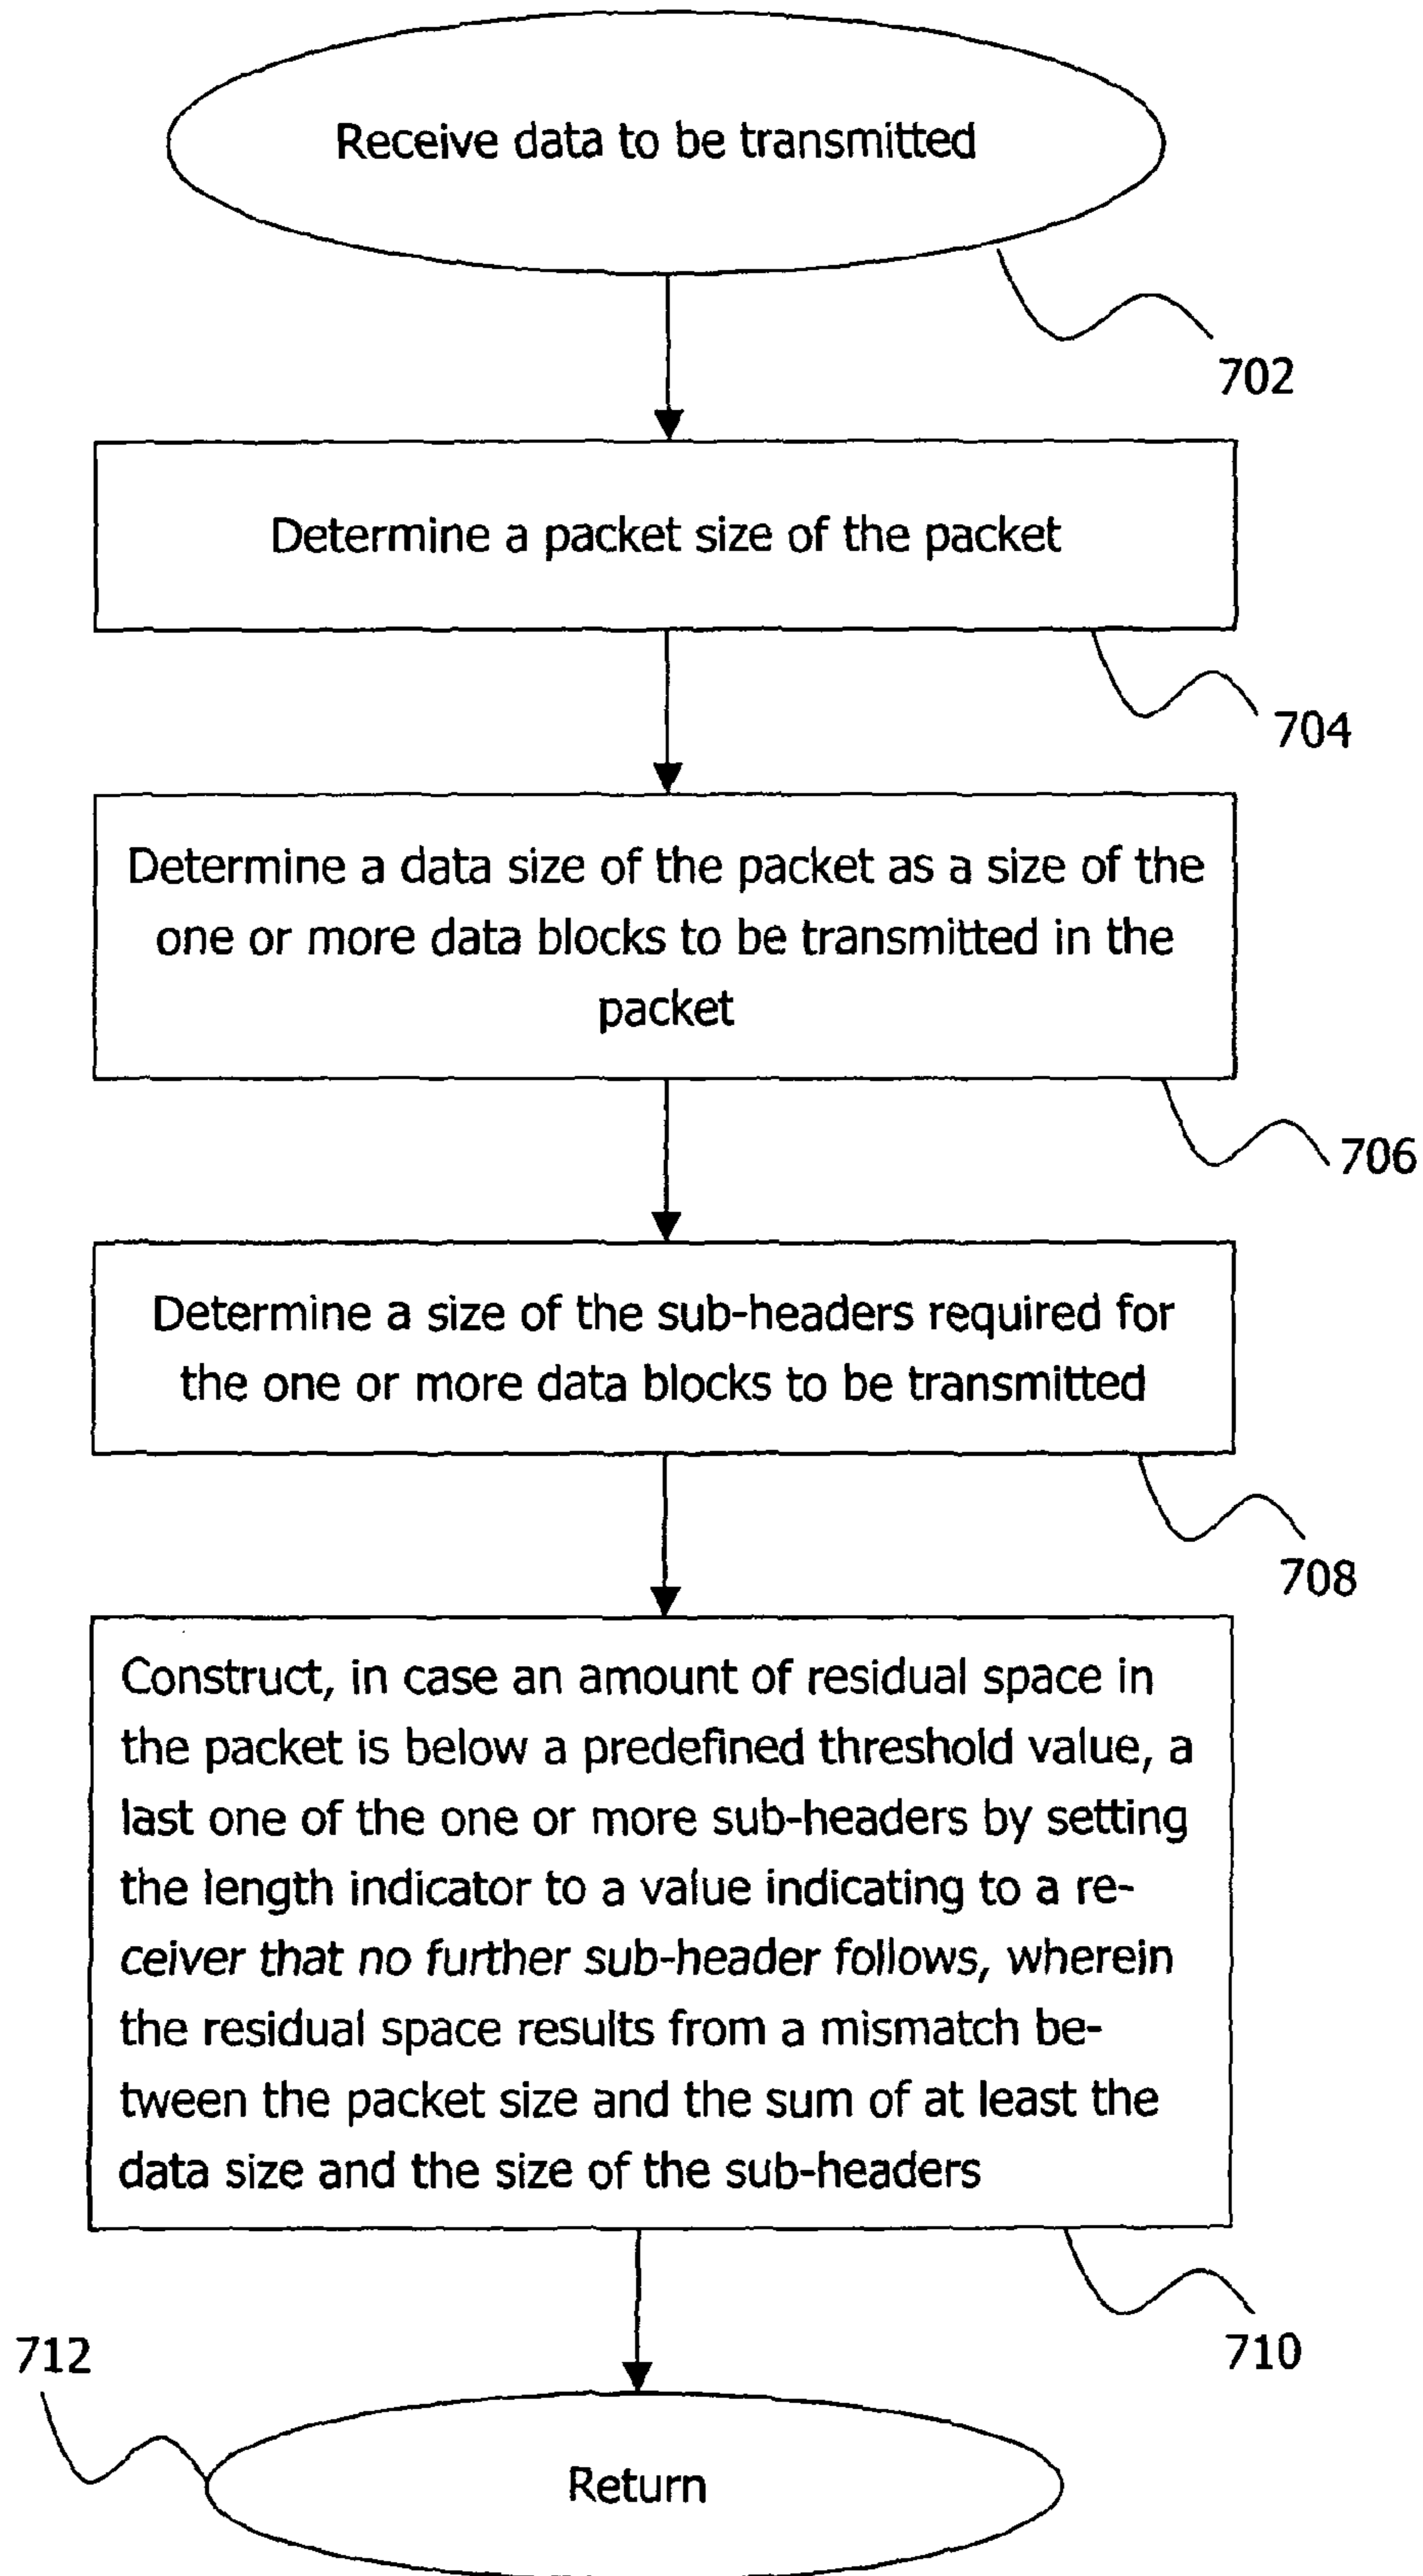 Receive data to be transmitted
702
Determine a packet size of the packet
704
Determine a data size of the packet as a size of the
one or more data blocks to be transmitted in the
packet
706
Determine a size of the sub-headers required for
the one or more data blocks to be transmitted
708
Construct, in case an amount of residual space in
the packet is below a predefined threshold value, a
last one of the one or more sub-headers by setting
the length indicator to a value indicating to a re-
ceiver that no further sub-header follows, wherein
the residual space results from a mismatch be-
tween the packet size and the sum of at least the
data size and the size of the sub-headers
710
712
Return